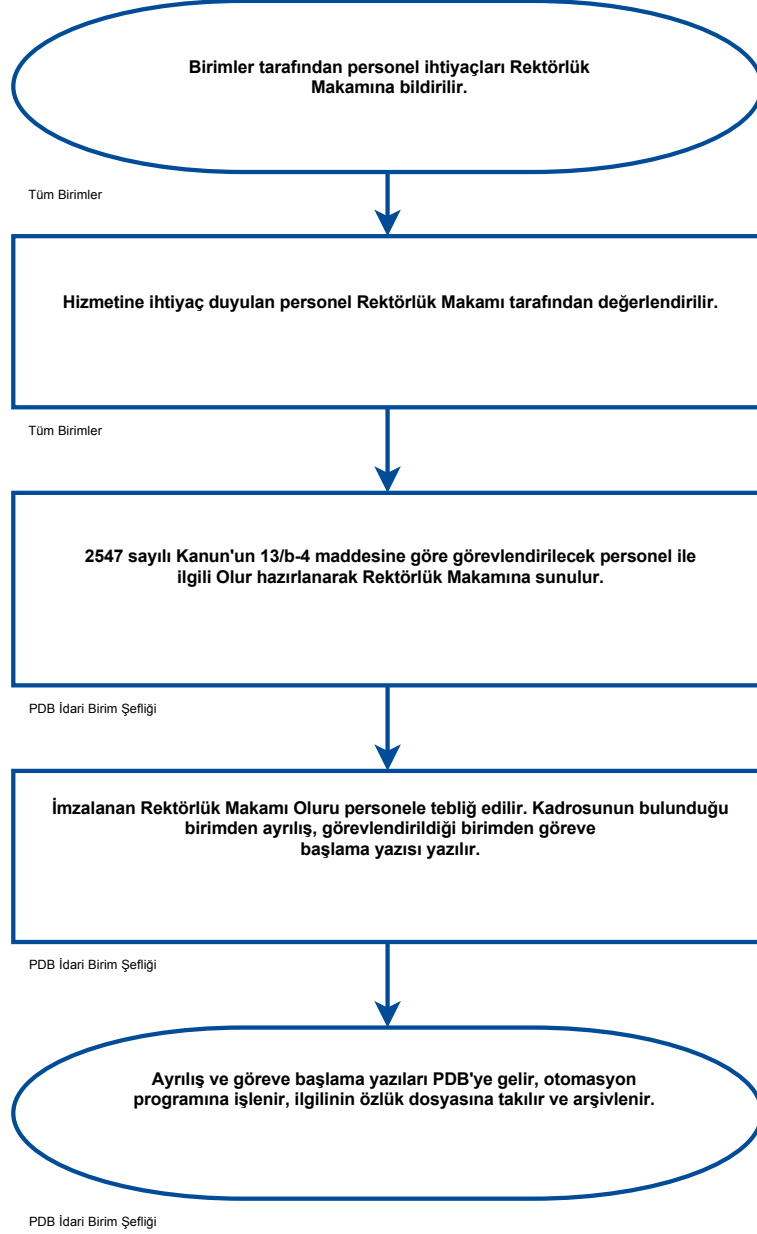 Birimler tarafından personel ihtiyaçları Rektörlük
Makamına bildirilir.
Tüm Birimler
Hizmetine ihtiyaç duyulan personel Rektörlük Makamı tarafından değerlendirilir.
Tüm Birimler
2547 sayılı Kanun'un 13/b-4 maddesine göre görevlendirilecek personel ile
ilgili Olur hazırlanarak Rektörlük Makamına sunulur.
PDB İdari Birim Şefliği
İmzalanan Rektörlük Makamı Oluru personele tebliğ edilir. Kadrosunun bulunduğu
birimden ayrılış, görevlendirildiği birimden göreve
başlama yazısı yazılır.
PDB İdari Birim Şefliği
Ayrılış ve göreve başlama yazıları PDB'ye gelir, otomasyon
programına işlenir, ilgilinin özlük dosyasına takılır ve arşivlenir.
PDB İdari Birim Şefliği